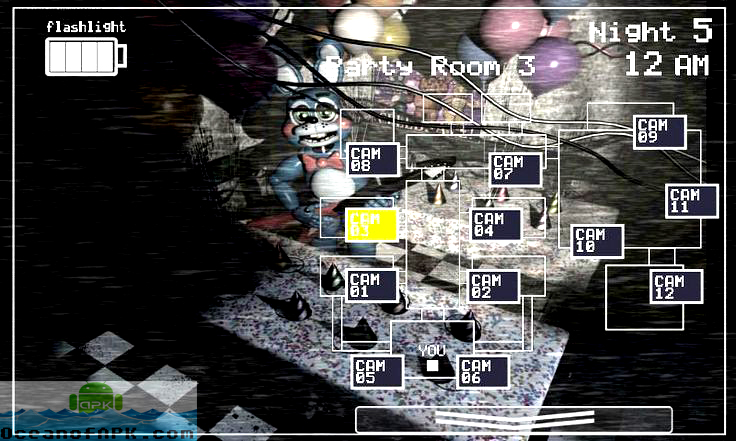 flashlight
Night 5
12 AM
Party Room 3
CAM
09
CAM
08
CAM
07
CAM
11
CAM
03
CAM
04
CAM
10
CAM
01
CAM
02
CAM
12
YOU
CAM
05
CAM
06
APK
OceanofAPK.com